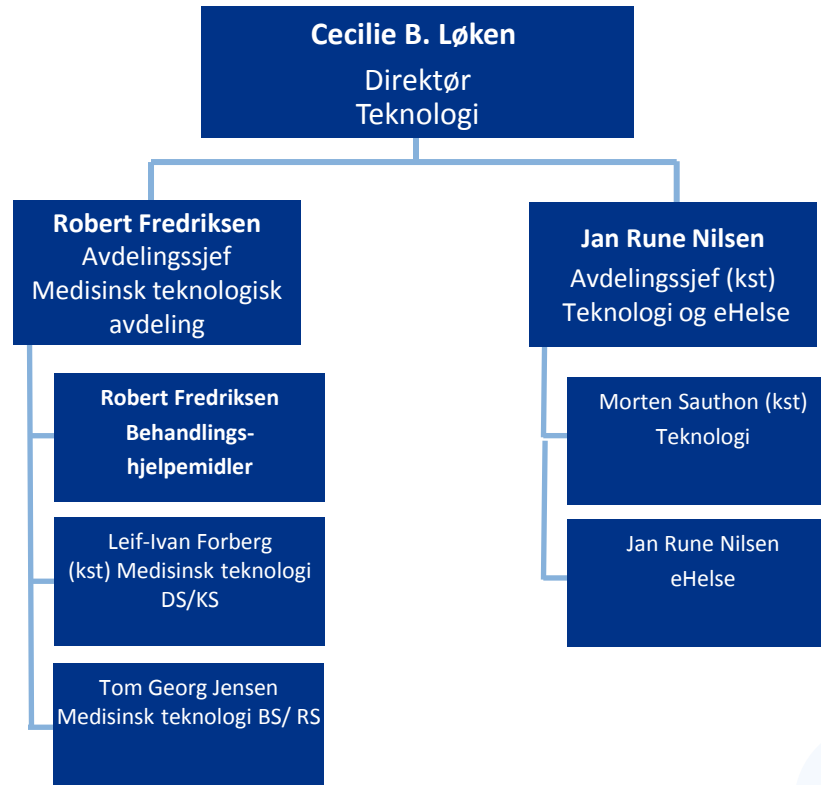 Cecilie B. Løken
Direktør
Teknologi
Robert Fredriksen
Avdelingssjef
Medisinsk teknologisk
avdeling
Robert Fredriksen
Behandlings-
hjelpemidler
Leif-Ivan Forberg
(kst) Medisinsk teknologi
DS/KS
Tom Georg Jensen
Medisinsk teknologi BS/ RS
Jan Rune Nilsen
Avdelingssjef (kst)
Teknologi og eHelse
Morten Sauthon (kst)
Teknologi
Jan Rune Nilsen
eHelse